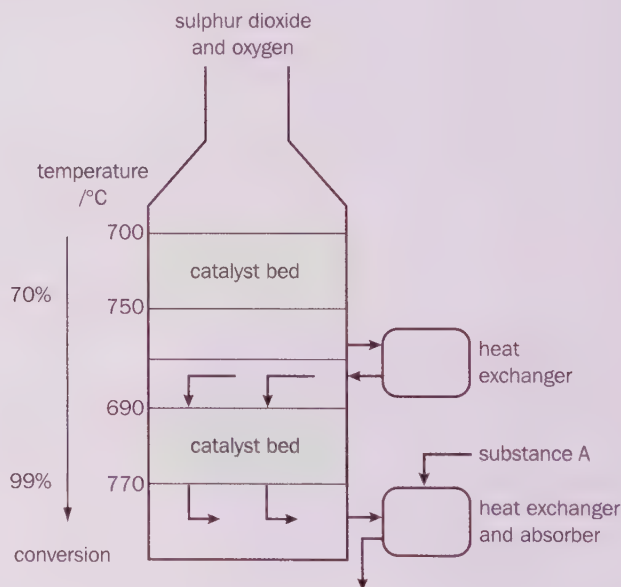 sulphur dioxide
and oxygen
temperature
/°C
700
catalyst bed
70%
750
heat
exchanger
690
catalyst bed
substance A
99%
770
heat exchanger
and absorber
conversion